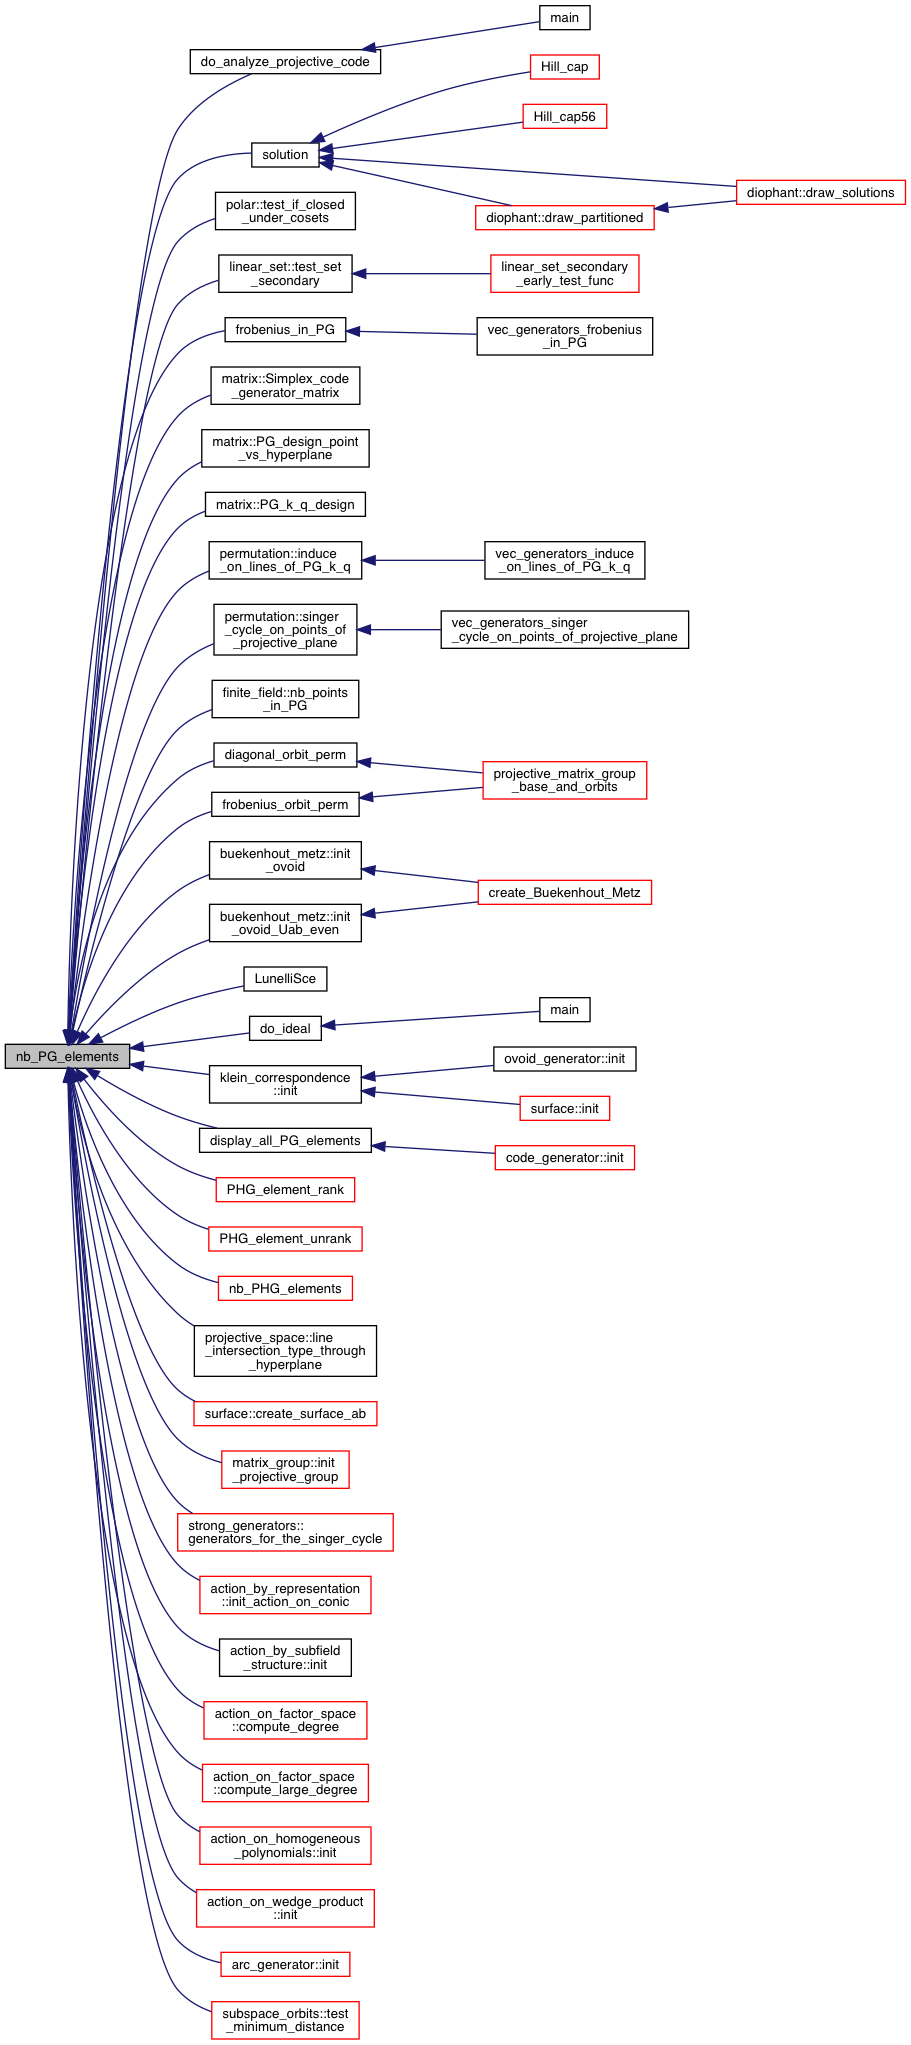 main
do_analyze_projective_code
Hill_cap
Hill_cap56
solution
diophant::draw_solutions
diophant::draw_partitioned
polar::test_if_closed
_under_cosets
linear_set::test_set
_secondary
linear_set_secondary
_early_test_func
frobenius_in_PG
vec_generators_frobenius
_in_PG
matrix::Simplex_code
_generator_matrix
matrix::PG_design_point
_vs_hyperplane
matrix::PG_k_q_design
permutation::induce
_on_lines_of_PG_k_q
vec_generators_induce
_on_lines_of_PG_k_q
permutation::singer
_cycle_on_points_of
_projective_plane
vec_generators_singer
_cycle_on_points_of_projective_plane
finite_field::nb_points
_in_PG
diagonal_orbit_perm
projective_matrix_group
_base_and_orbits
frobenius_orbit_perm
buekenhout_metz::init
_ovoid
create_Buekenhout_Metz
buekenhout_metz::init
_ovoid_Uab_even
LunelliSce
main
do_ideal
nb_PG_elements
ovoid_generator::init
klein_correspondence
::init
surface::init
display_all_PG_elements
code_generator::init
PHG_element_rank
PHG_element_unrank
nb_PHG_elements
projective_space::line
_intersection_type_through
_hyperplane
surface::create_surface_ab
matrix_group::init
_projective_group
strong_generators::
generators_for_the_singer_cycle
action_by_representation
::init_action_on_conic
action_by_subfield
_structure::init
action_on_factor_space
::compute_degree
action_on_factor_space
::compute_large_degree
action_on_homogeneous
_polynomials::init
action_on_wedge_product
::init
arc_generator::init
subspace_orbits::test
_minimum_distance